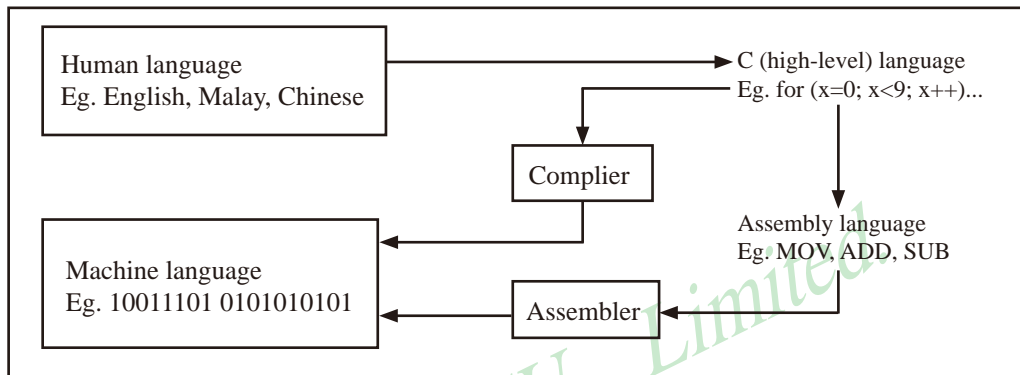 Human language
Eg. English, Malay, Chinese
C (high-level) language
Eg. for (x=0; x<9; x++)...
Complier
Assembly language
Eg. MOV, ADD, SUB
Machine language
Eg. 10011101 0101010101
Assembler
Limited.